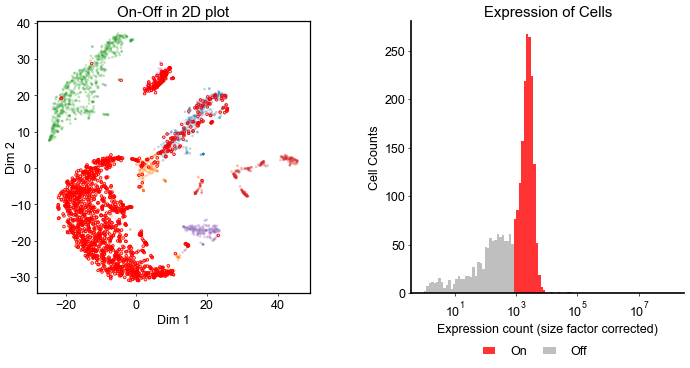 On-Off in 2D plot
40
30
20
10
0
−10
−20
−30
Dim 2
−20 0 20 40
Dim 1
Expression of Cells
250
200
150
100
50
0
Cell Counts
10^1 10^3 10^5 10^7
Expression count (size factor corrected)
On Off